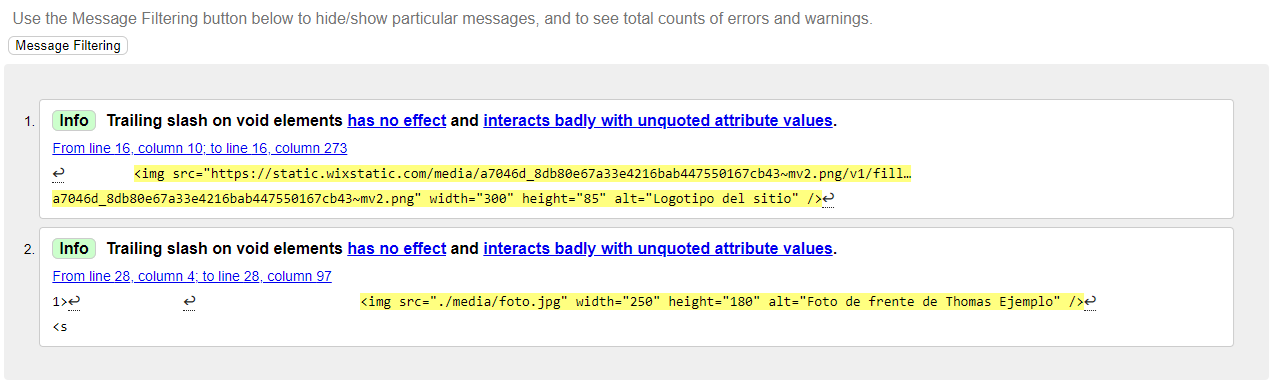 Use the Message Filtering button below to hide/show particular messages, and to see total counts of errors and warnings.
Message Filtering
1. Info Trailing slash on void elements has no effect and interacts badly with unquoted attribute values.
From line 16, column 10; to line 16, column 273
↩ <img src="https://static.wixstatic.com/media/a7046d_8db80e67a33e4216bab447550167cb43~mv2.png/v1/fill…
a7046d_8db80e67a33e4216bab447550167cb43~mv2.png" width="300" height="85" alt="Logotipo del sitio" />↩
2. Info Trailing slash on void elements has no effect and interacts badly with unquoted attribute values.
From line 28, column 4; to line 28, column 97
1>↩ ↩ <img src="./media/foto.jpg" width="250" height="180" alt="Foto de frente de Thomas Ejemplo" />↩
<s